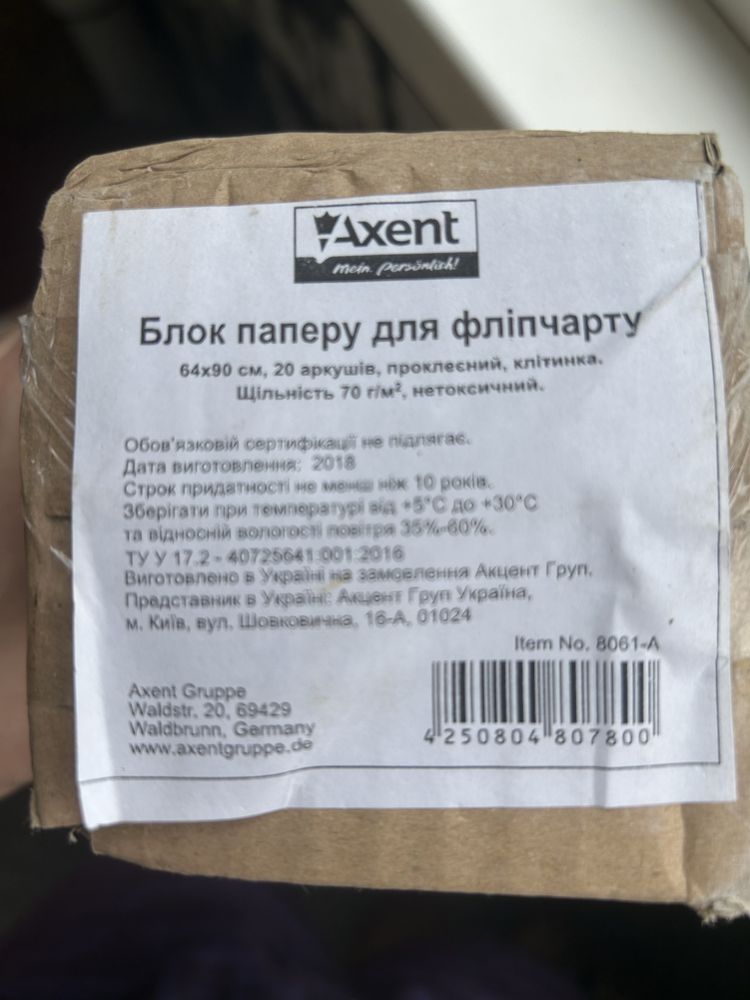 Axent
Mein. Persönlich!
Блок паперу для фліпчарту
64х90 см, 20 аркушів, проклеєний, клітинка.
Щільність 70 г/м², нетоксичний.
Обов'язковій сертифікації не підлягає.
Дата виготовлення: 2018
Строк придатності не менш ніж 10 років.
Зберігати при температурі від +5°С до +30°С
та відносній вологості повітря 35%-60%.
ТУ У 17.2 - 40725641:001:2016
Виготовлено в Україні на замовлення Акцент Груп.
Представник в Україні: Акцент Груп Україна,
м. Київ, вул. Шовковична, 16-А, 01024
Item No. 8061-A
Axent Gruppe
Waldstr. 20, 69429
Waldbrunn, Germany
www.axentgruppe.de
4 250804 807800